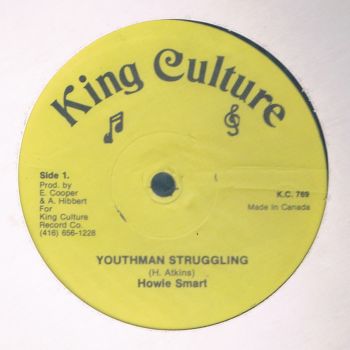 King Culture
Side 1.
Prod. by
E. Cooper
& A. Hibbert
For
King Culture
Record Co.
(416) 656-1228
K.C. 789
Made In Canada
YOUTHMAN STRUGGLING
(H. Atkins)
Howie Smart